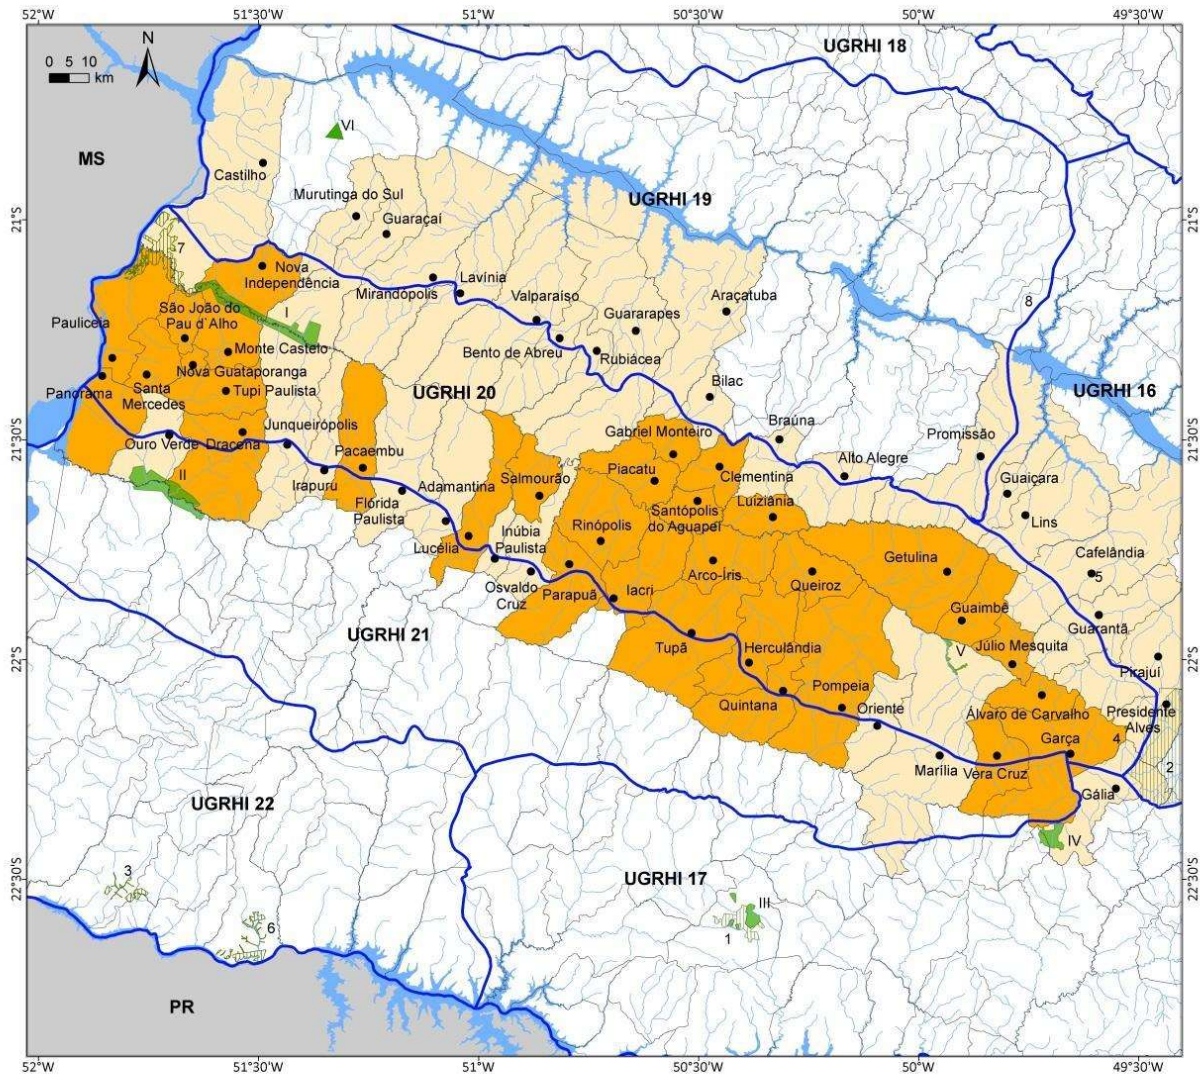 52°W
51°30'W
51°W
50°30'W
50°W
49°30'W
N
0 5 10
km
UGRHI 18
MS
VI
Castilho
Murutinga do Sul
Guaraçaí
UGRHI 19
21°S
21°S
7
Nova
Independência
Mirandópolis
Lavínia
Valparaíso
Araçatuba
8
São João do
Pau d`Alho
I
Guararapes
Pauliceia
Monte Castelo
Bento de Abreu
Rubiácea
Nova Guataporanga
Panorama
Santa
Mercedes
Tupi Paulista
UGRHI 20
Bilac
UGRHI 16
Ouro Verde
Dracena
Junqueirópolis
Gabriel Monteiro
Braúna
Promissão
21°30'S
21°30'S
Pacaembu
Piacatu
Clementina
Alto Alegre
II
Irapuru
Adamantina
Salmourão
Guaiçara
Flórida
Paulista
Santópolis
do Aguapeí
Luiziânia
Lins
Lucélia
Inúbia
Paulista
Rinópolis
Getulina
Cafelândia
5
Osvaldo
Cruz
Parapuã
Iacri
Arco-Íris
Queiroz
Guaimbê
Guarantã
UGRHI 21
Tupã
Herculândia
V
Júlio Mesquita
22°S
22°S
Pirajuí
Quintana
Pompeia
Oriente
Álvaro de Carvalho
Presidente
Alves
Garça
4
Marília
Vera Cruz
2
Gália
7
UGRHI 22
IV
3
UGRHI 17
22°30'S
22°30'S
6
III
1
PR
52°W
51°30'W
51°W
50°30'W
50°W
49°30'W